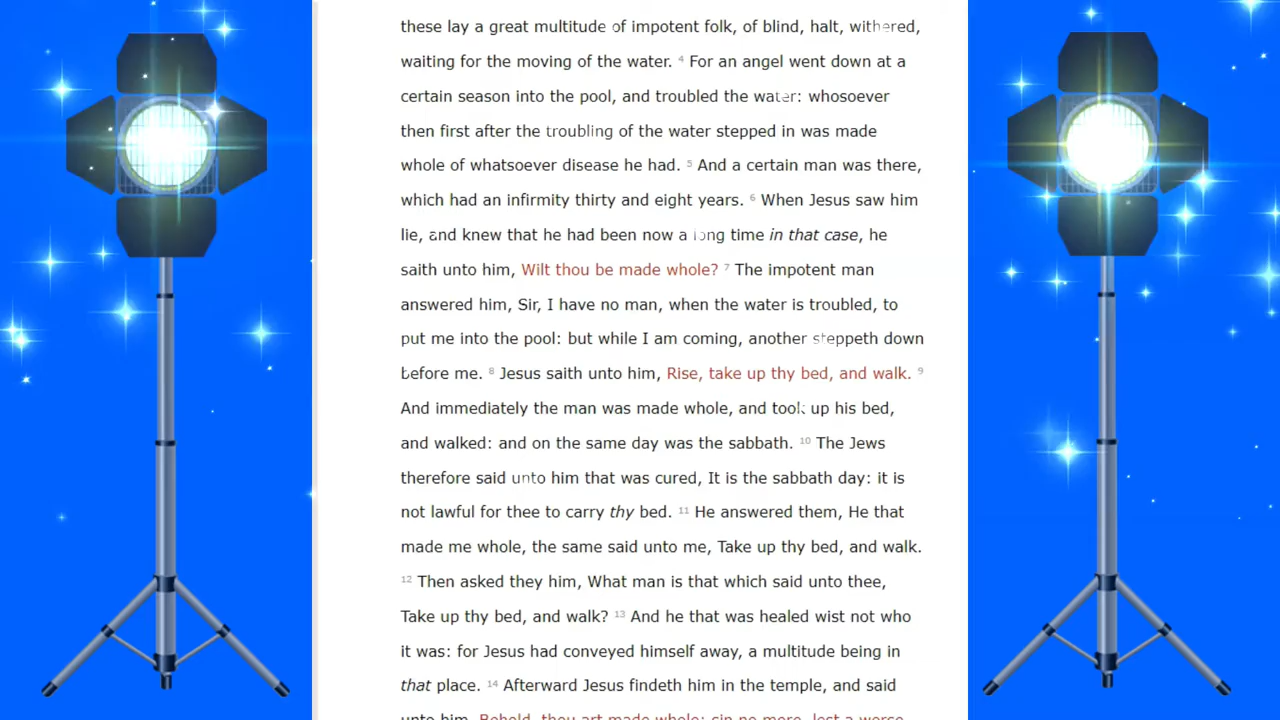 these lay a great multitude of impotent folk, of blind, halt, withered,
waiting for the moving of the water. 4 For an angel went down at a
certain season into the pool, and troubled the water: whosoever
then first after the troubling of the water stepped in was made
whole of whatsoever disease he had. 5 And a certain man was there,
which had an infirmity thirty and eight years. 6 When Jesus saw him
lie, and knew that he had been now a long time in that case, he
saith unto him, Wilt thou be made whole? 7 The impotent man
answered him, Sir, I have no man, when the water is troubled, to
put me into the pool: but while I am coming, another steppeth down
before me. 8 Jesus saith unto him, Rise, take up thy bed, and walk. 9
And immediately the man was made whole, and took up his bed,
and walked: and on the same day was the sabbath. 10 The Jews
therefore said unto him that was cured, It is the sabbath day: it is
not lawful for thee to carry thy bed. 11 He answered them, He that
made me whole, the same said unto me, Take up thy bed, and walk.
12 Then asked they him, What man is that which said unto thee,
Take up thy bed, and walk? 13 And he that was healed wist not who
it was: for Jesus had conveyed himself away, a multitude being in
that place. 14 Afterward Jesus findeth him in the temple, and said
unto him, Behold, thou art made whole: sin no more, lest a worse